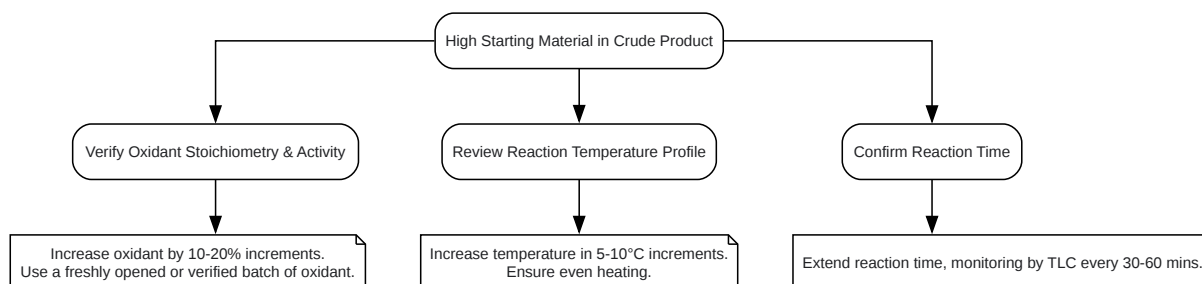 High Starting Material in Crude Product
Verify Oxidant Stoichiometry & Activity
Review Reaction Temperature Profile
Confirm Reaction Time
Increase oxidant by 10-20% increments.
Use a freshly opened or verified batch of oxidant.
Increase temperature in 5-10°C increments.
Ensure even heating.
Extend reaction time, monitoring by TLC every 30-60 mins.